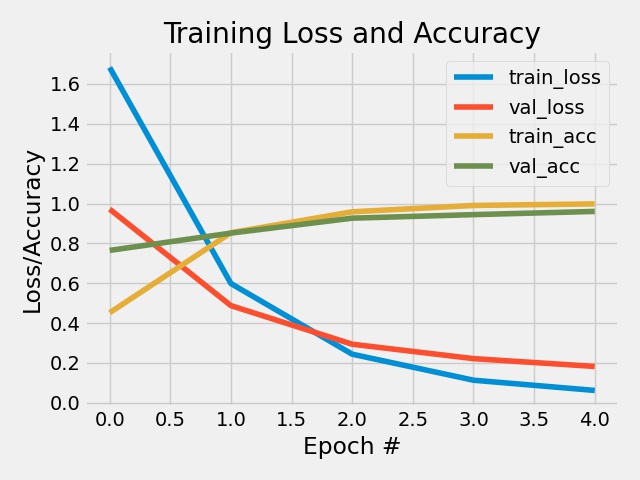 Training Loss and Accuracy
train_loss
val_loss
train_acc
val_acc
Loss/Accuracy
1.6
1.4
1.2
1.0
0.8
0.6
0.4
0.2
0.0
0.0 0.5 1.0 1.5 2.0 2.5 3.0 3.5 4.0
Epoch #